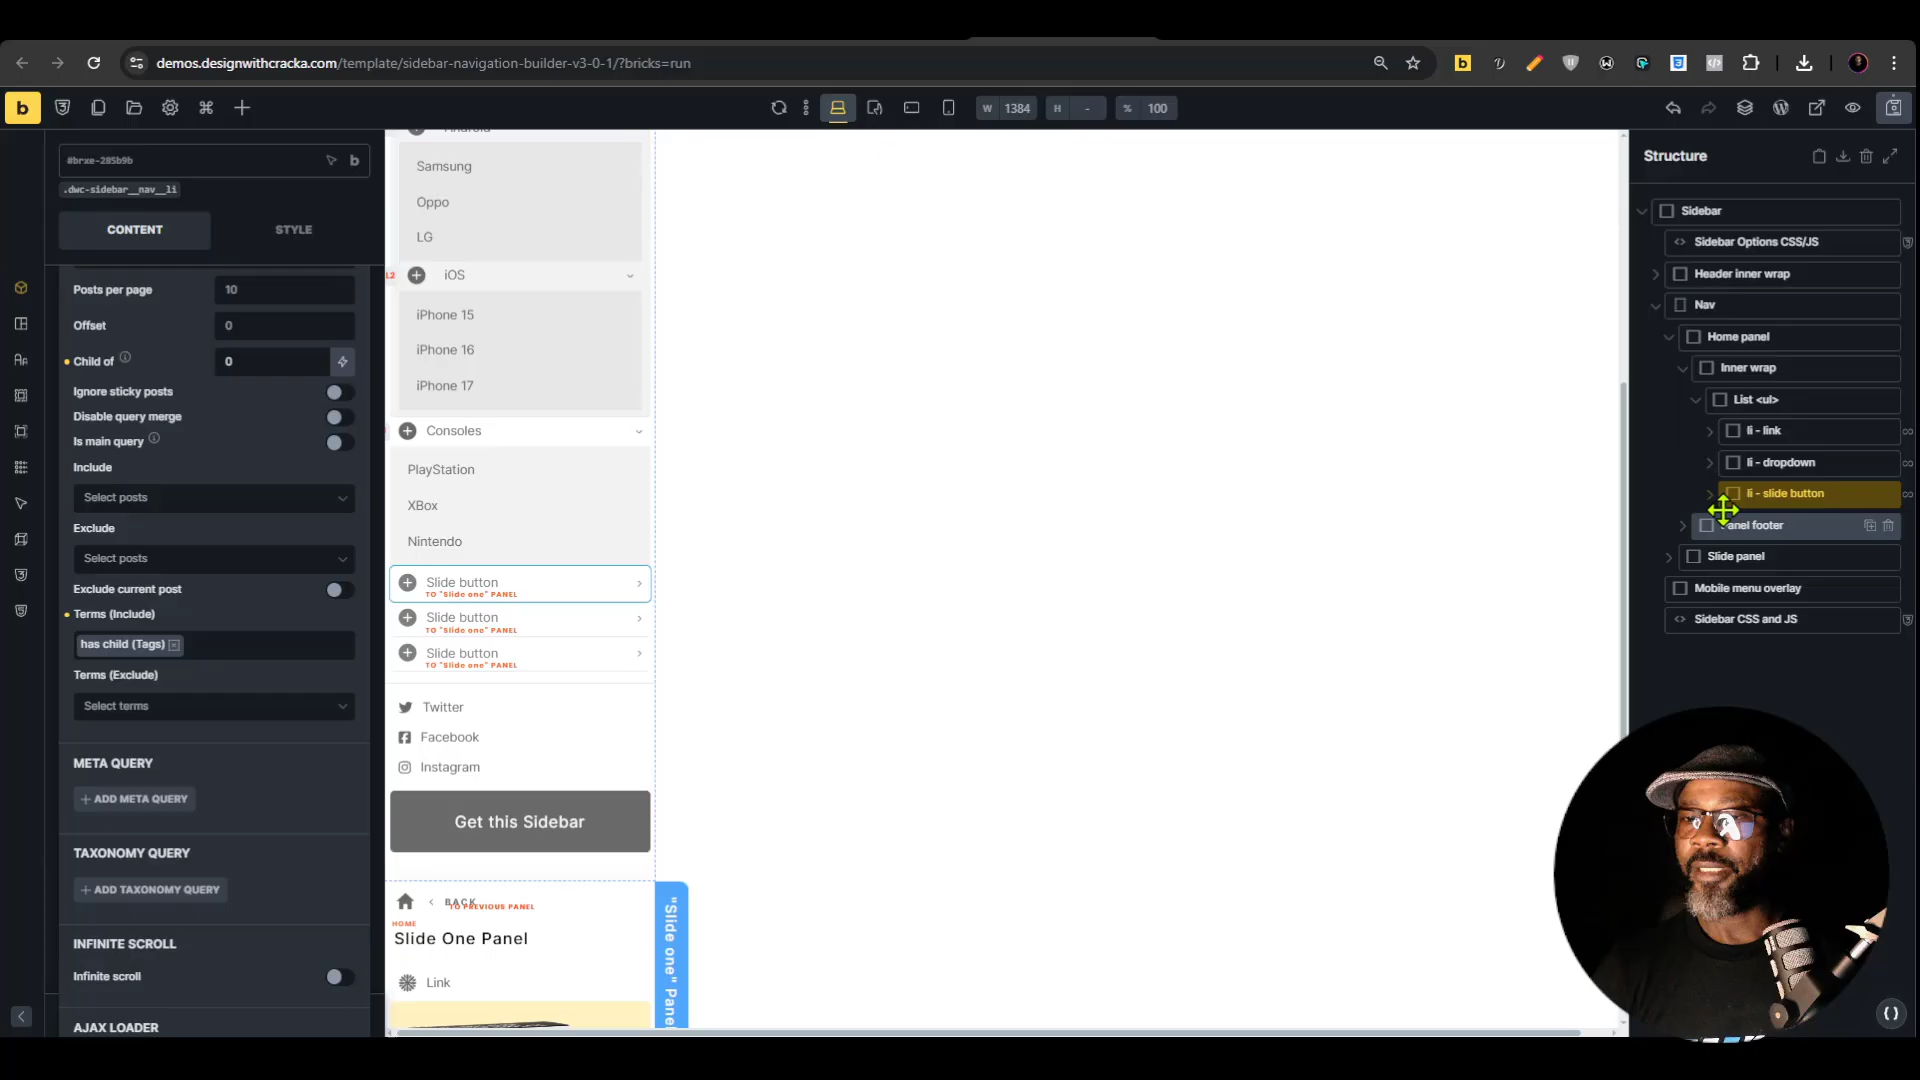 demos.designwithcracka.com/template/sidebar-navigation-builder-v3-0-1/?bricks=run
b
W 1384 H - % 100
#brxe-285b9b
b
.dwc-sidebar__nav__li
CONTENT STYLE
Posts per page 10
Offset 0
Child of 0
Ignore sticky posts
Disable query merge
Is main query
Include
Select posts
Exclude
Select posts
Exclude current post
Terms (Include)
has child (Tags)
Terms (Exclude)
Select terms
META QUERY
+ ADD META QUERY
TAXONOMY QUERY
+ ADD TAXONOMY QUERY
INFINITE SCROLL
Infinite scroll
AJAX LOADER
Android
Samsung
Oppo
LG
L2 iOS
iPhone 15
iPhone 16
iPhone 17
Consoles
PlayStation
XBox
Nintendo
Slide button
TO "Slide one" PANEL
Slide button
TO "Slide one" PANEL
Slide button
TO "Slide one" PANEL
Twitter
Facebook
Instagram
Get this Sidebar
BACK
TO PREVIOUS PANEL
HOME
Slide One Panel
Link
"Slide one" Pane
Structure
Sidebar
Sidebar Options CSS/JS
Header inner wrap
Nav
Home panel
Inner wrap
List <ul>
li - link
li - dropdown
li - slide button
anel footer
Slide panel
Mobile menu overlay
Sidebar CSS and JS